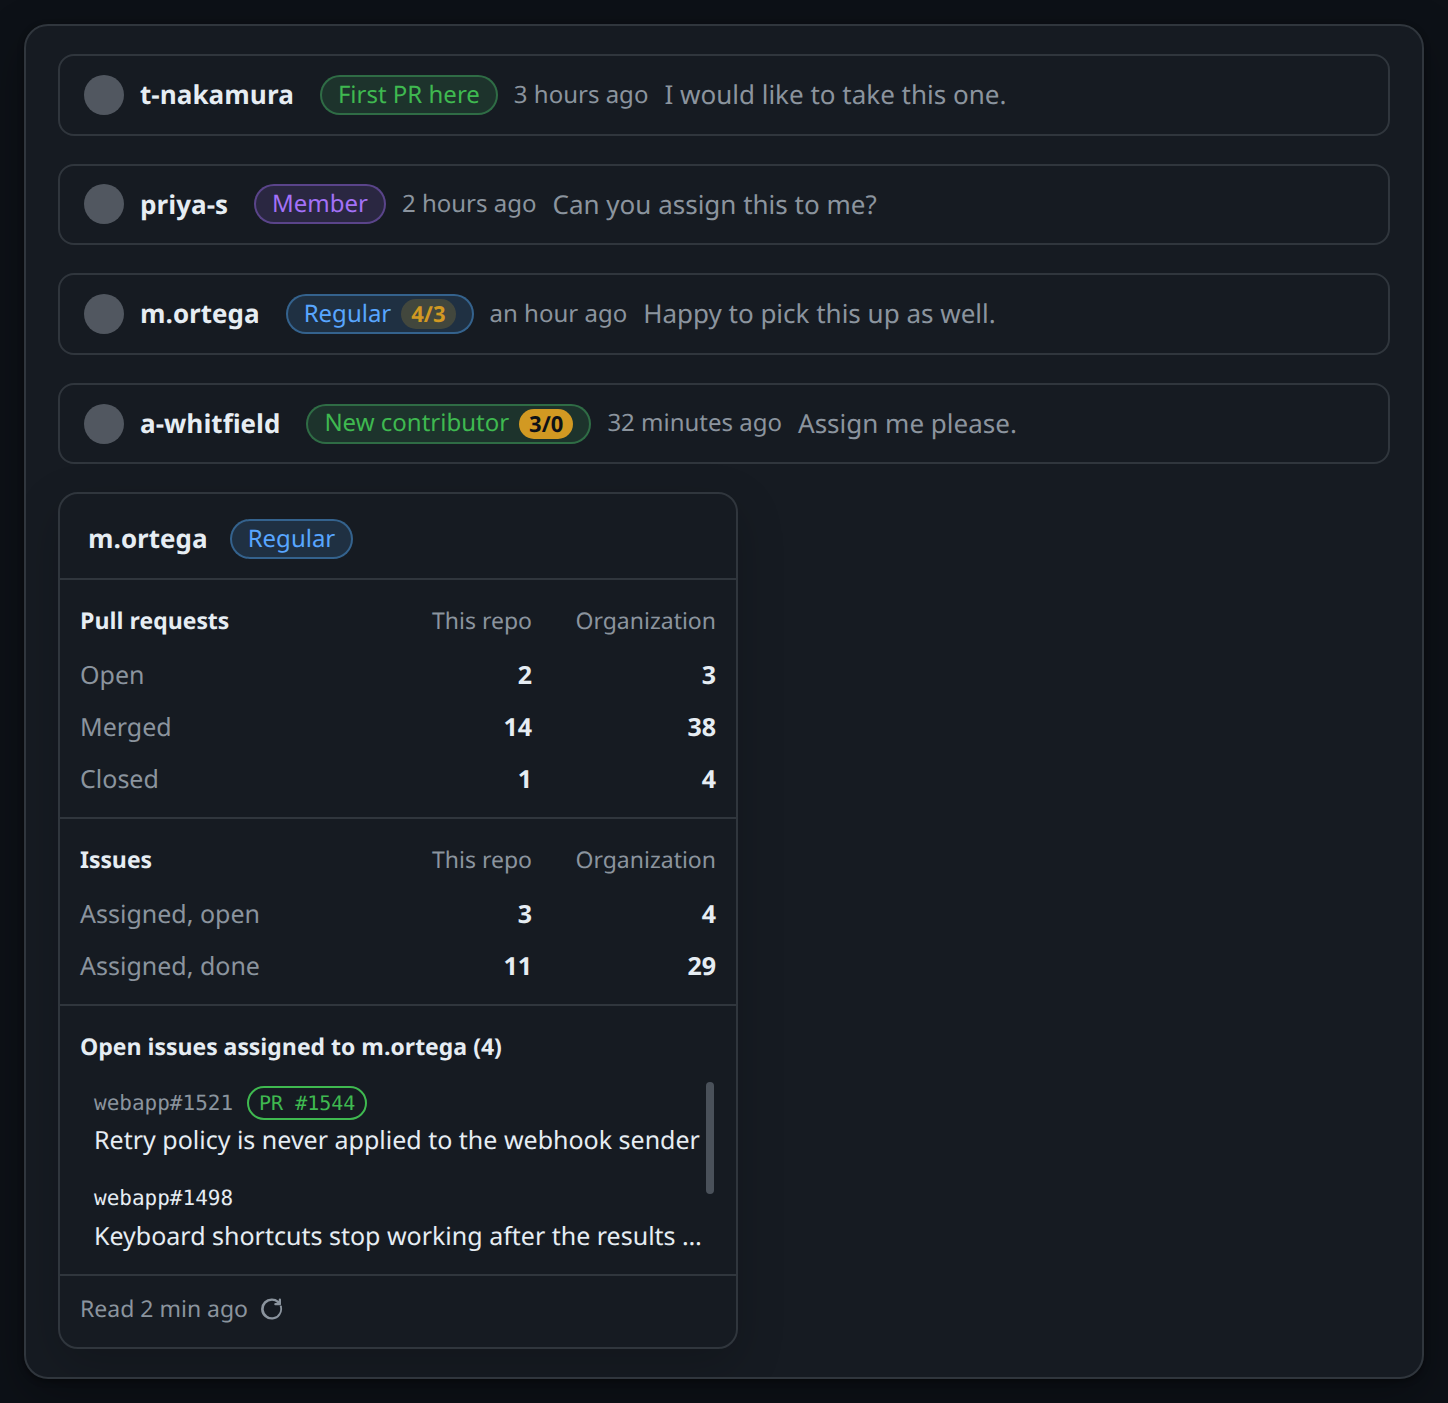 t-nakamura First PR here 3 hours ago I would like to take this one.
priya-s Member 2 hours ago Can you assign this to me?
m.ortega Regular 4/3 an hour ago Happy to pick this up as well.
a-whitfield New contributor 3/0 32 minutes ago Assign me please.
m.ortega Regular
Pull requests This repo Organization
Open 2 3
Merged 14 38
Closed 1 4
Issues This repo Organization
Assigned, open 3 4
Assigned, done 11 29
Open issues assigned to m.ortega (4)
webapp#1521 PR #1544
Retry policy is never applied to the webhook sender
webapp#1498
Keyboard shortcuts stop working after the results ...
Read 2 min ago